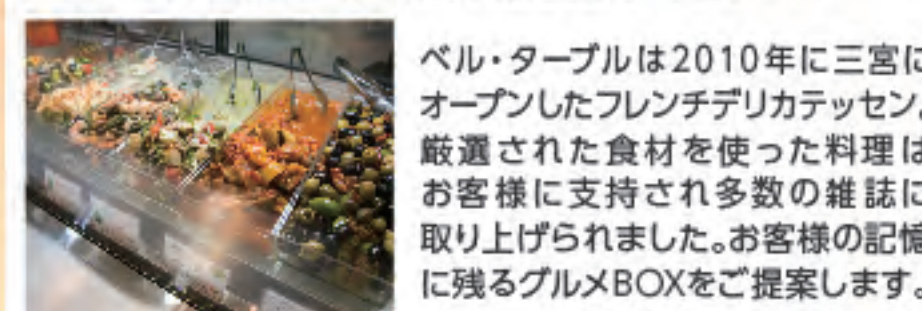 ベル・ターブルは2010年に三宮に
オープンしたフレンチデリカテッセン。
厳選された食材を使った料理は
お客様に支持され多数の雑誌に
取り上げられました。お客様の記憶
に残るグルメBOXをご提案します。